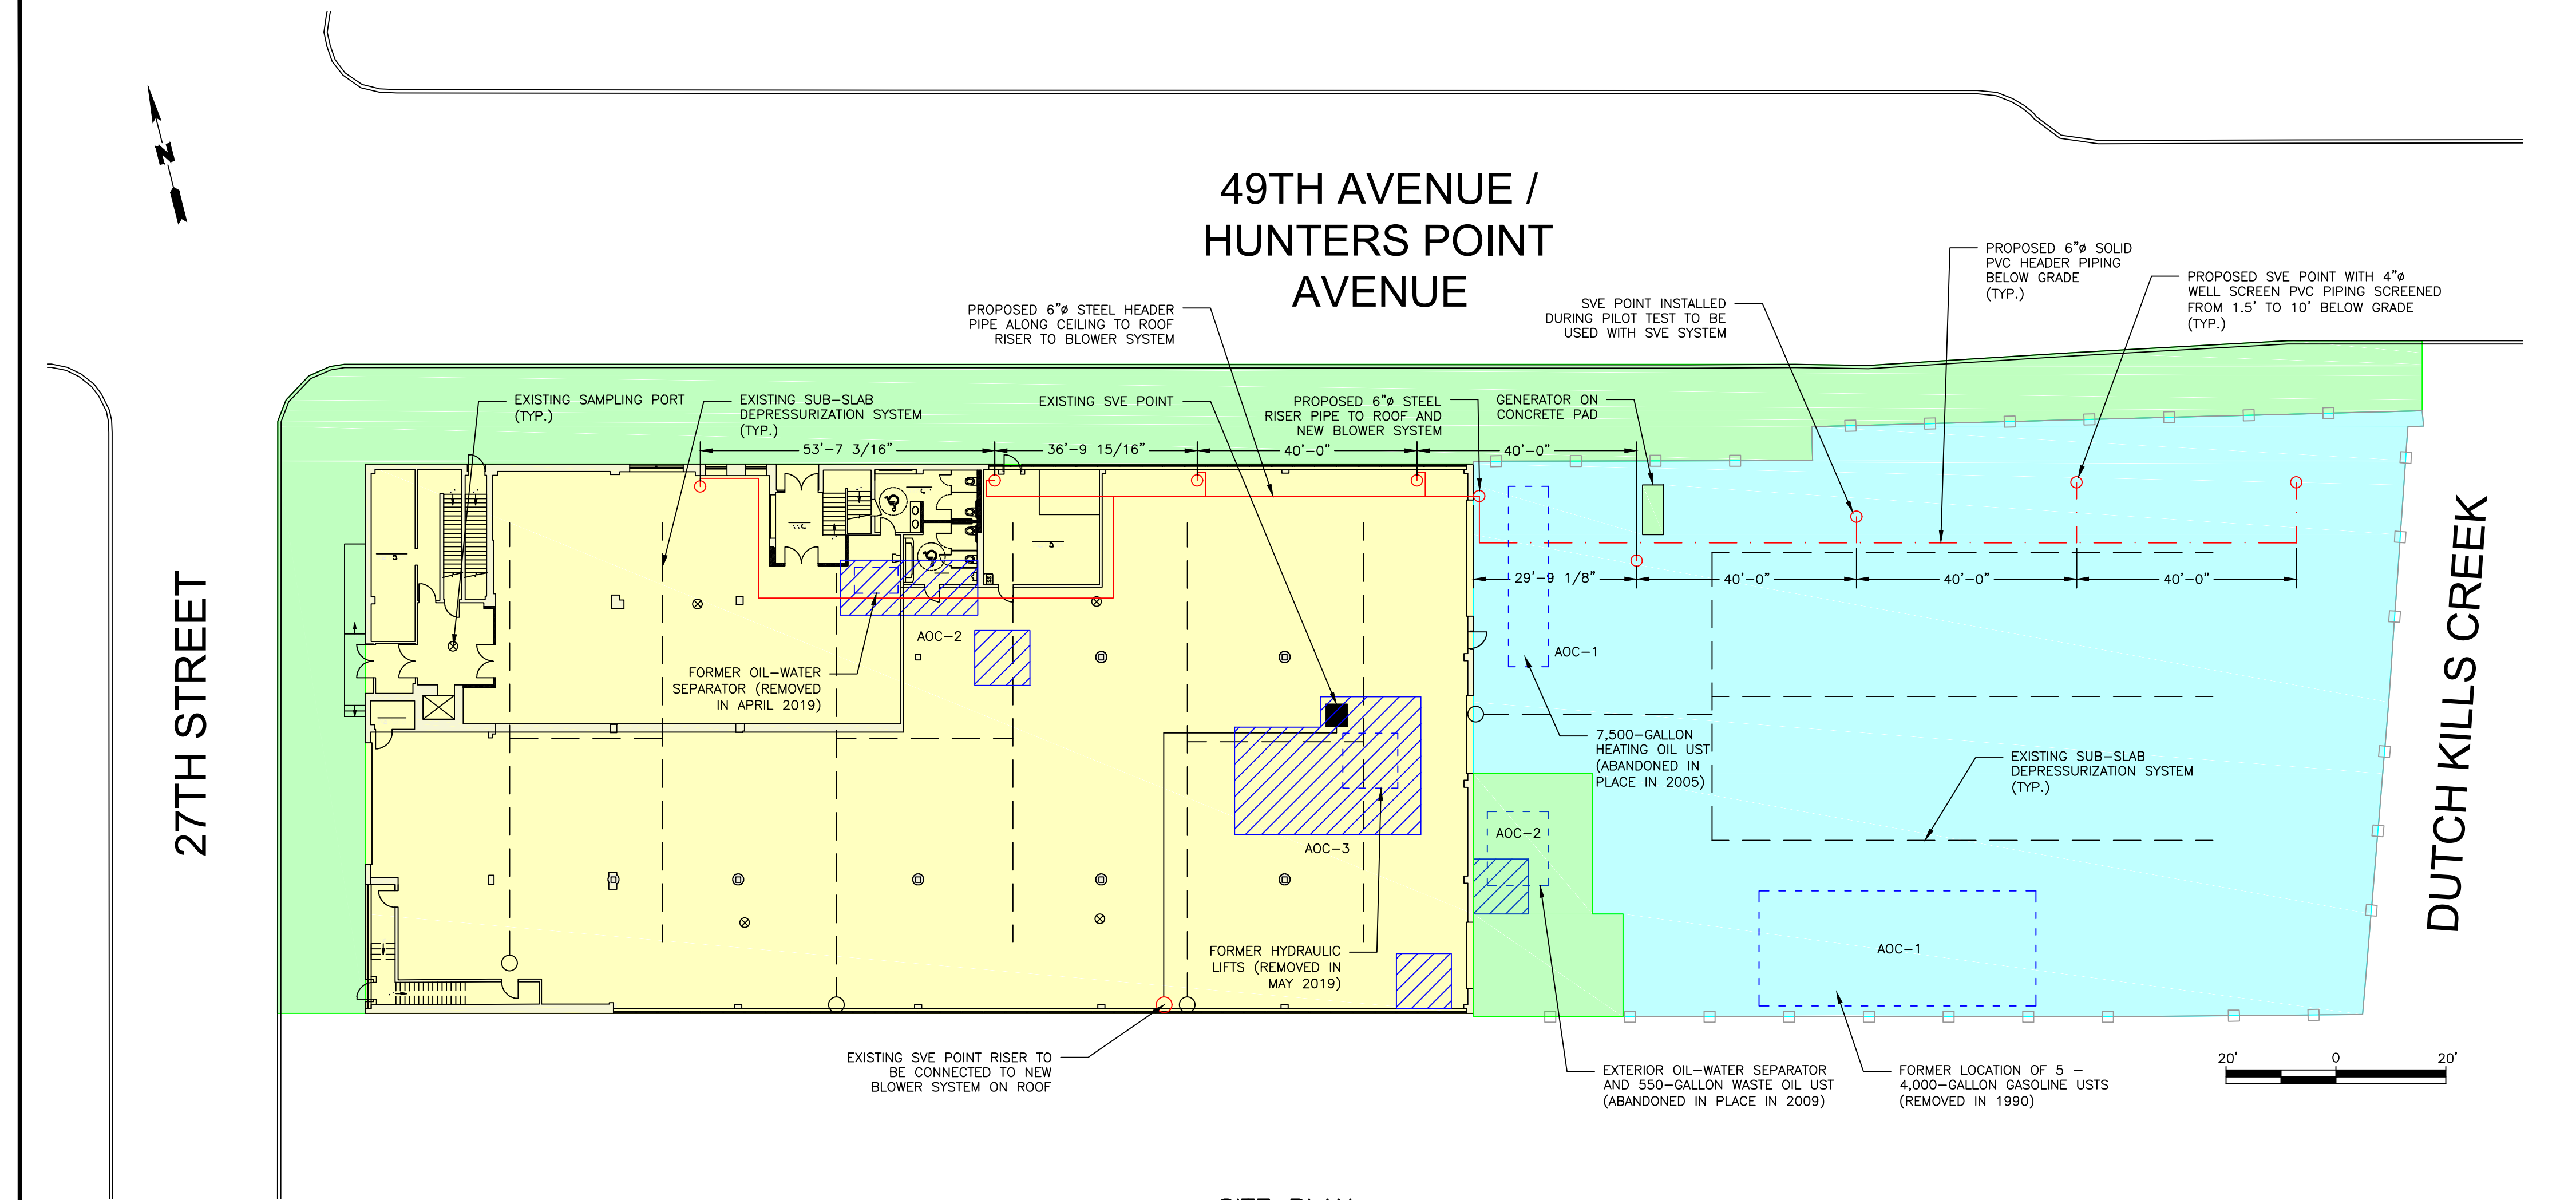 49TH AVENUE /
HUNTERS POINT
AVENUE
N
PROPOSED 6"ø SOLID
PVC HEADER PIPING
BELOW GRADE
(TYP.)
PROPOSED SVE POINT WITH 4"ø
WELL SCREEN PVC PIPING SCREENED
FROM 1.5' TO 10' BELOW GRADE
(TYP.)
PROPOSED 6"ø STEEL HEADER
PIPE ALONG CEILING TO ROOF
RISER TO BLOWER SYSTEM
SVE POINT INSTALLED
DURING PILOT TEST TO BE
USED WITH SVE SYSTEM
EXISTING SAMPLING PORT
(TYP.)
EXISTING SUB-SLAB
DEPRESSURIZATION SYSTEM
(TYP.)
EXISTING SVE POINT
PROPOSED 6"ø STEEL
RISER PIPE TO ROOF AND
NEW BLOWER SYSTEM
GENERATOR ON
CONCRETE PAD
53'-7 3/16"
36'-9 15/16"
40'-0"
40'-0"
29'-9 1/8"
40'-0"
40'-0"
40'-0"
27TH STREET
DUTCH KILLS CREEK
AOC-2
AOC-1
FORMER OIL-WATER
SEPARATOR (REMOVED
IN APRIL 2019)
7,500-GALLON
HEATING OIL UST
(ABANDONED IN
PLACE IN 2005)
EXISTING SUB-SLAB
DEPRESSURIZATION SYSTEM
(TYP.)
AOC-2
AOC-3
FORMER HYDRAULIC
LIFTS (REMOVED IN
MAY 2019)
AOC-1
EXISTING SVE POINT RISER TO
BE CONNECTED TO NEW
BLOWER SYSTEM ON ROOF
EXTERIOR OIL-WATER SEPARATOR
AND 550-GALLON WASTE OIL UST
(ABANDONED IN PLACE IN 2009)
FORMER LOCATION OF 5 -
4,000-GALLON GASOLINE USTS
(REMOVED IN 1990)
20' 0 20'
SITE PLAN